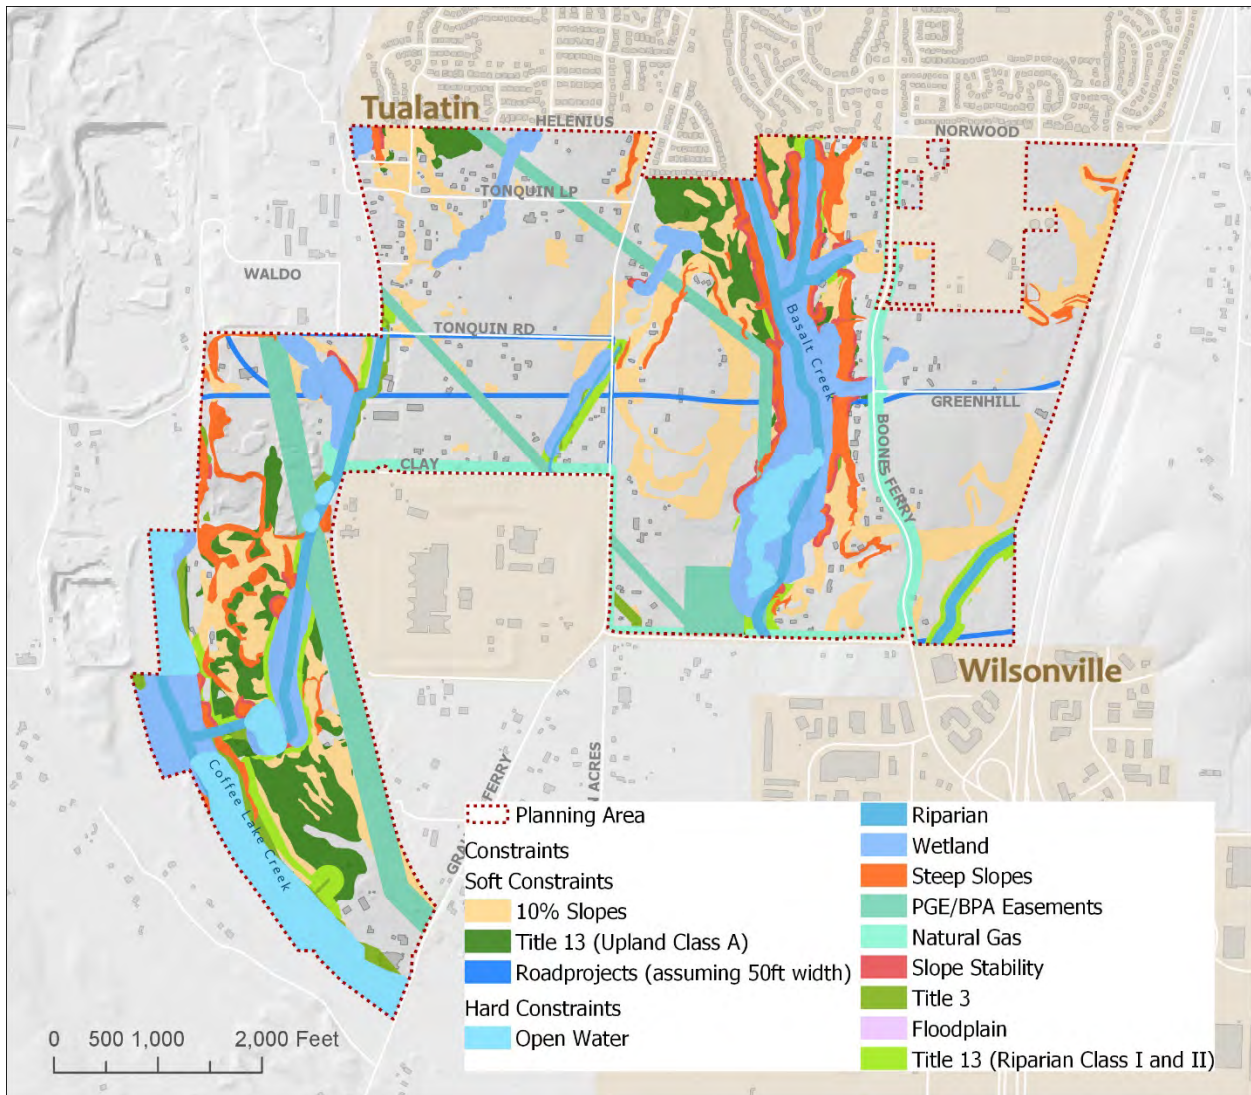 Tualatin
HELENIUS
NORWOOD
TONQUIN LP
WALDO
TONQUIN RD
Basalt Creek
GREENHILL
BOONES FERRY
CLAY
Wilsonville
Coffee Lake Creek
FERRY
ACRES
Planning Area
Constraints
Soft Constraints
10% Slopes
Title 13 (Upland Class A)
Roadprojects (assuming 50ft width)
Hard Constraints
Open Water
Riparian
Wetland
Steep Slopes
PGE/BPA Easements
Natural Gas
Slope Stability
Title 3
Floodplain
Title 13 (Riparian Class I and II)
0 500 1,000 2,000 Feet